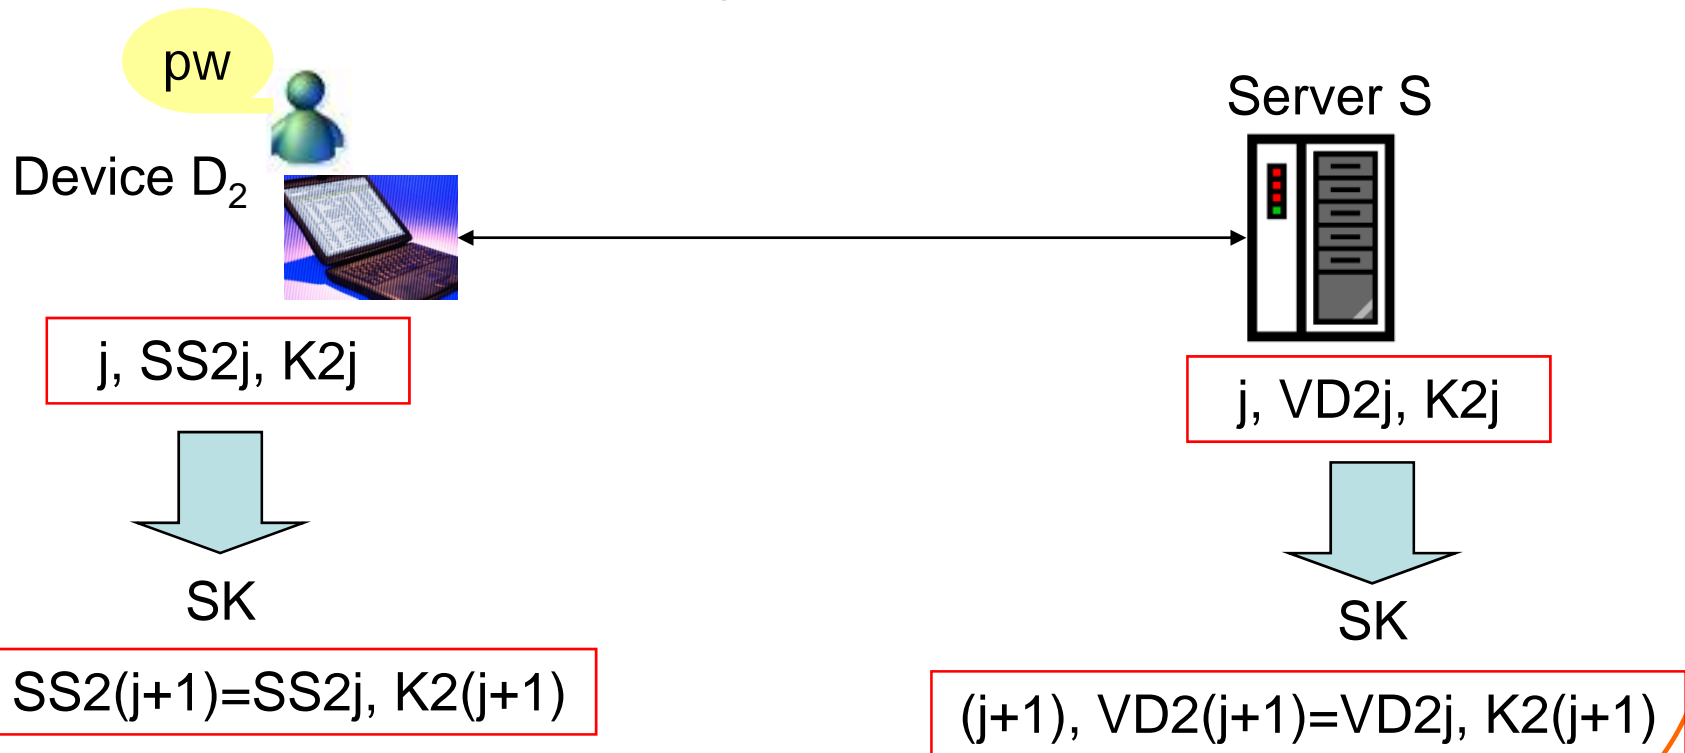 pw
Server S
Device D₂
j, SS2j, K2j
j, VD2j, K2j
SK
SK
SS2(j+1)=SS2j, K2(j+1)
(j+1), VD2(j+1)=VD2j, K2(j+1)